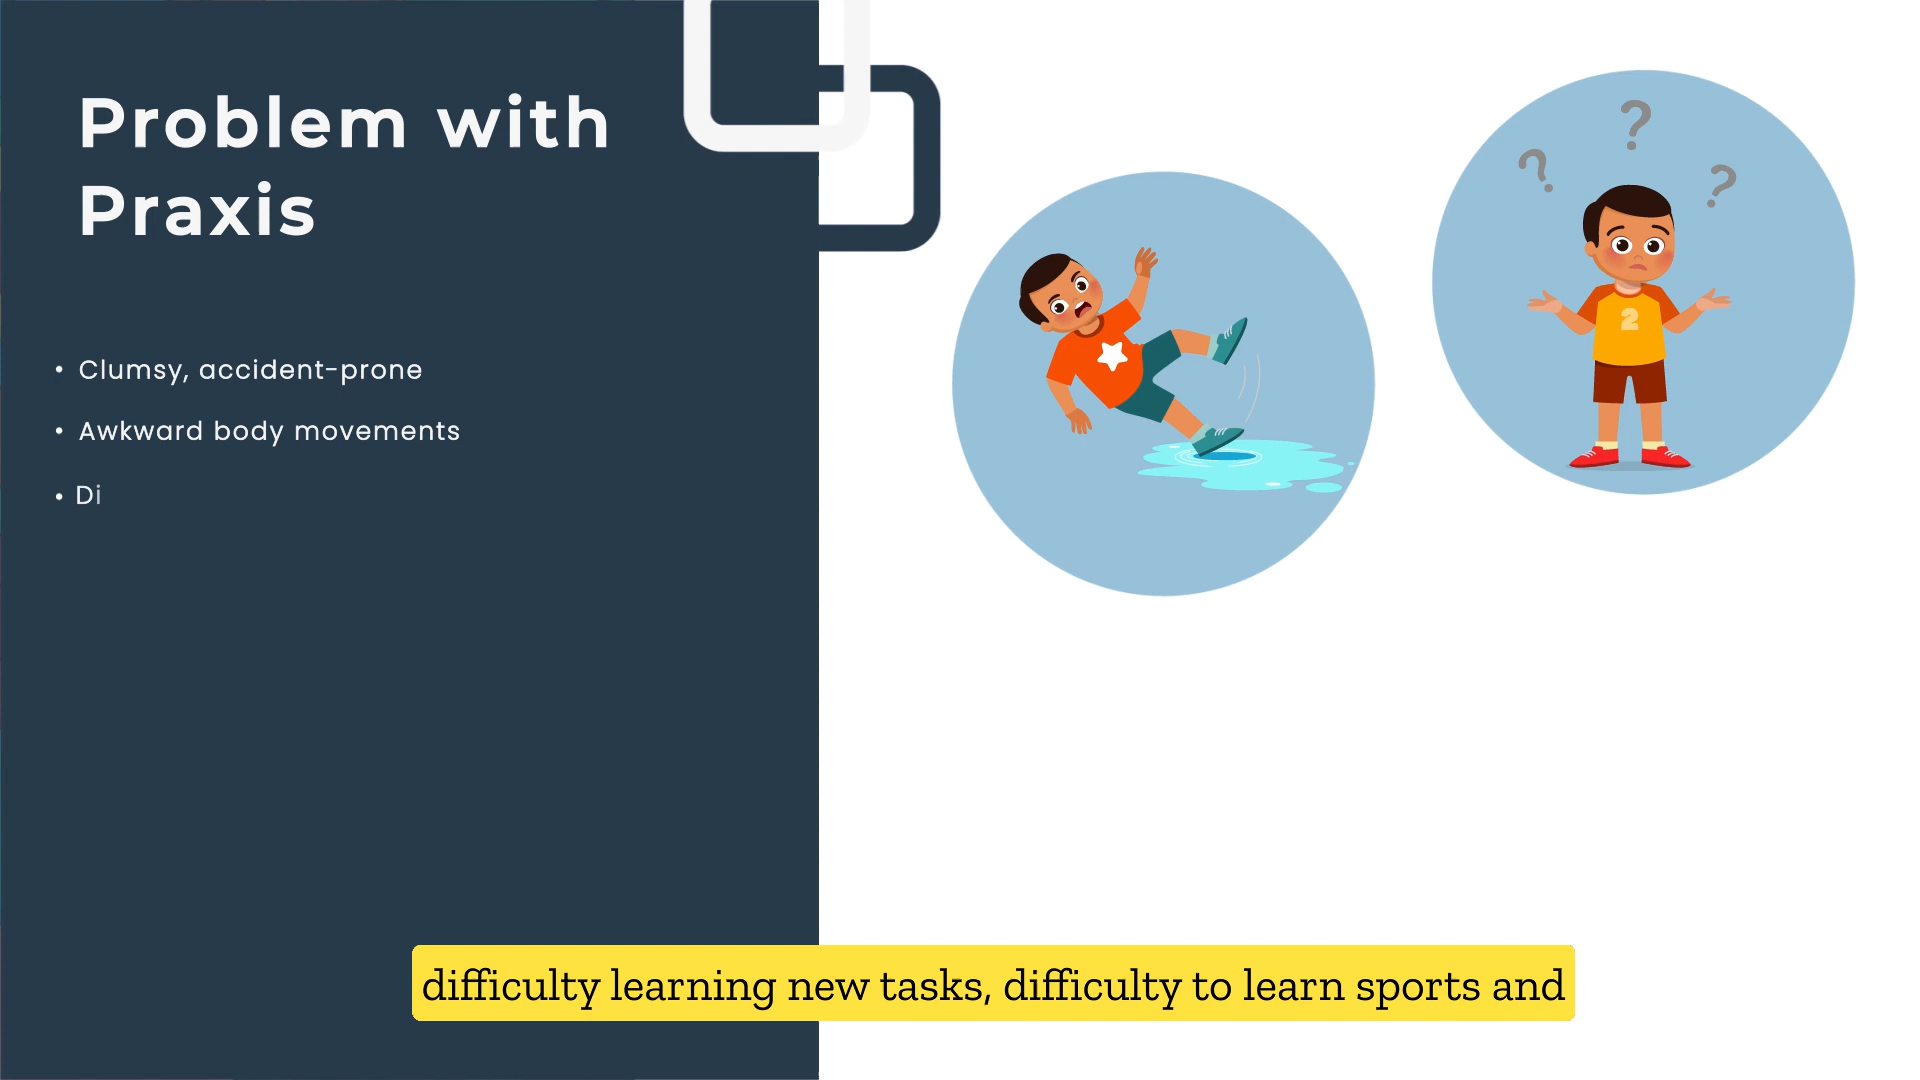 Problem with
Praxis
• Clumsy, accident-prone
• Awkward body movements
• Di
? ? ?
2
difficulty learning new tasks, difficulty to learn sports and